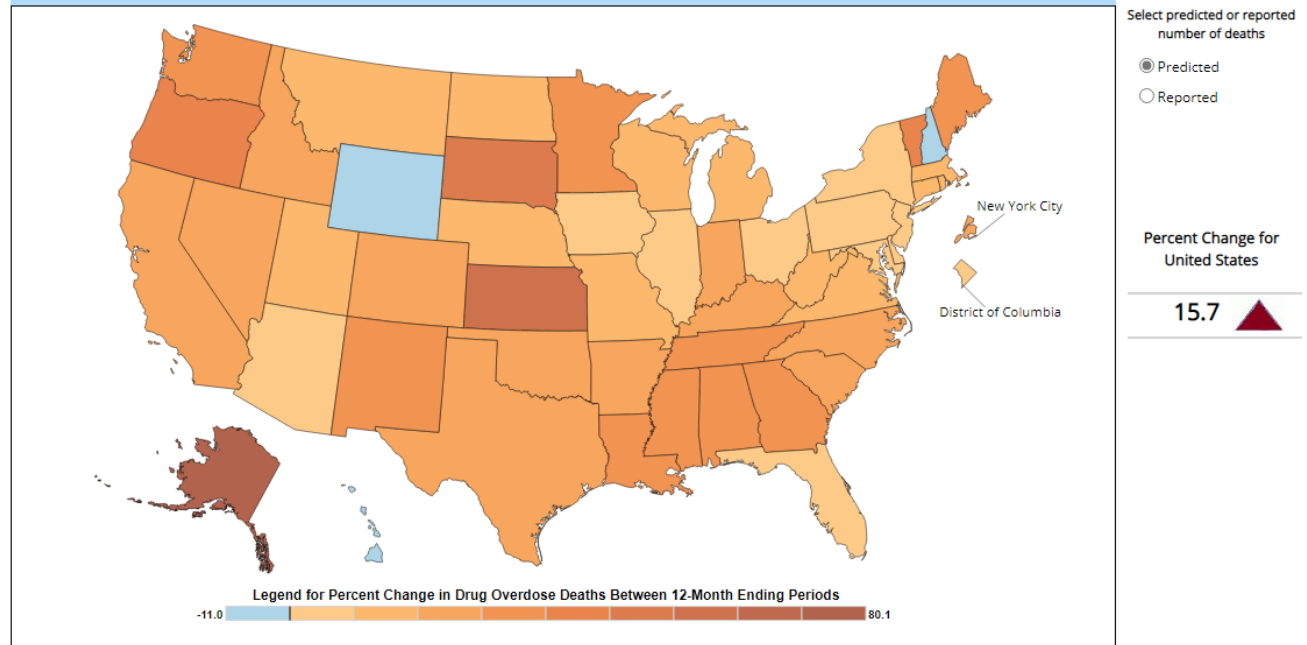 Select predicted or reported
number of deaths
Predicted
Reported
New York City
District of Columbia
Percent Change for
United States
15.7
Legend for Percent Change in Drug Overdose Deaths Between 12-Month Ending Periods
-11.0
80.1